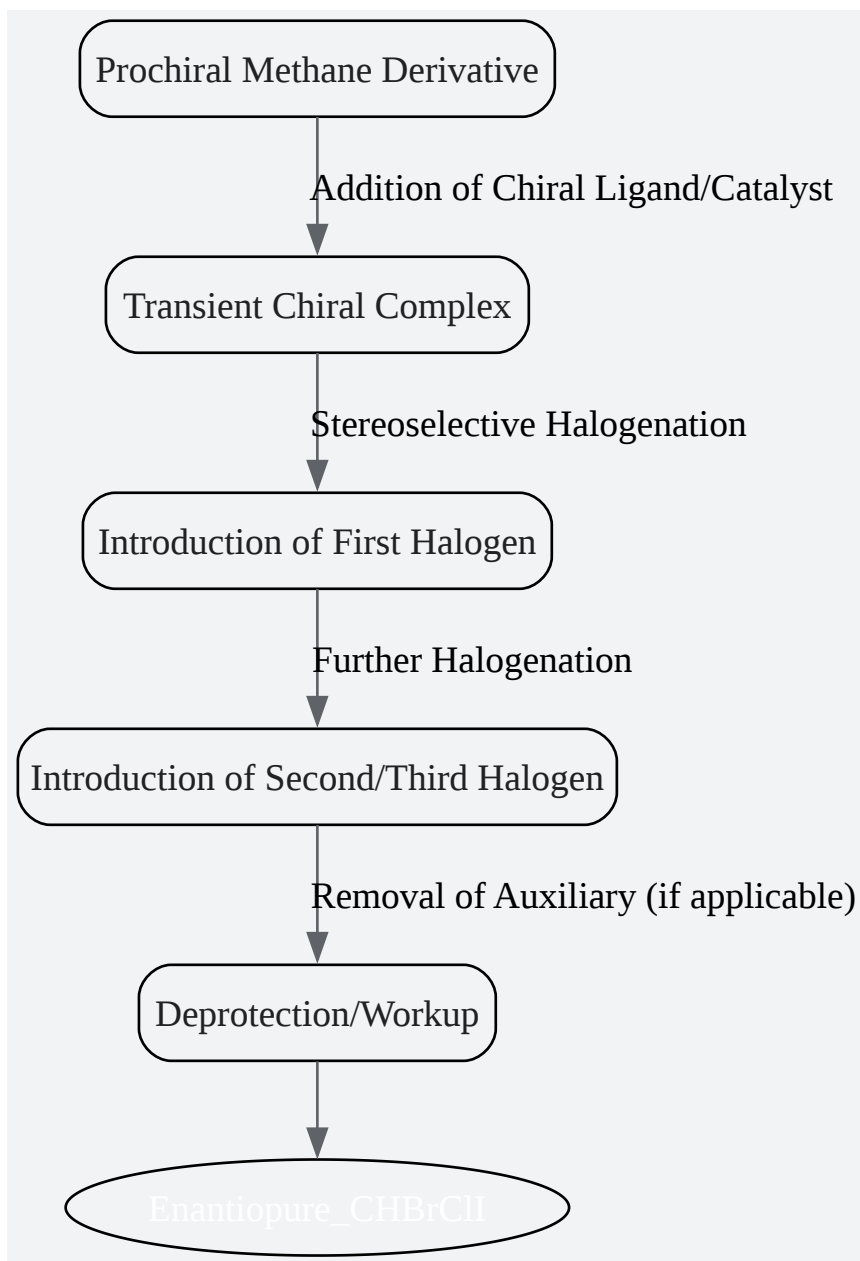 Prochiral Methane Derivative
Addition of Chiral Ligand/Catalyst
Transient Chiral Complex
Stereoselective Halogenation
Introduction of First Halogen
Further Halogenation
Introduction of Second/Third Halogen
Removal of Auxiliary (if applicable)
Deprotection/Workup
Enantiopure_CHBrClI